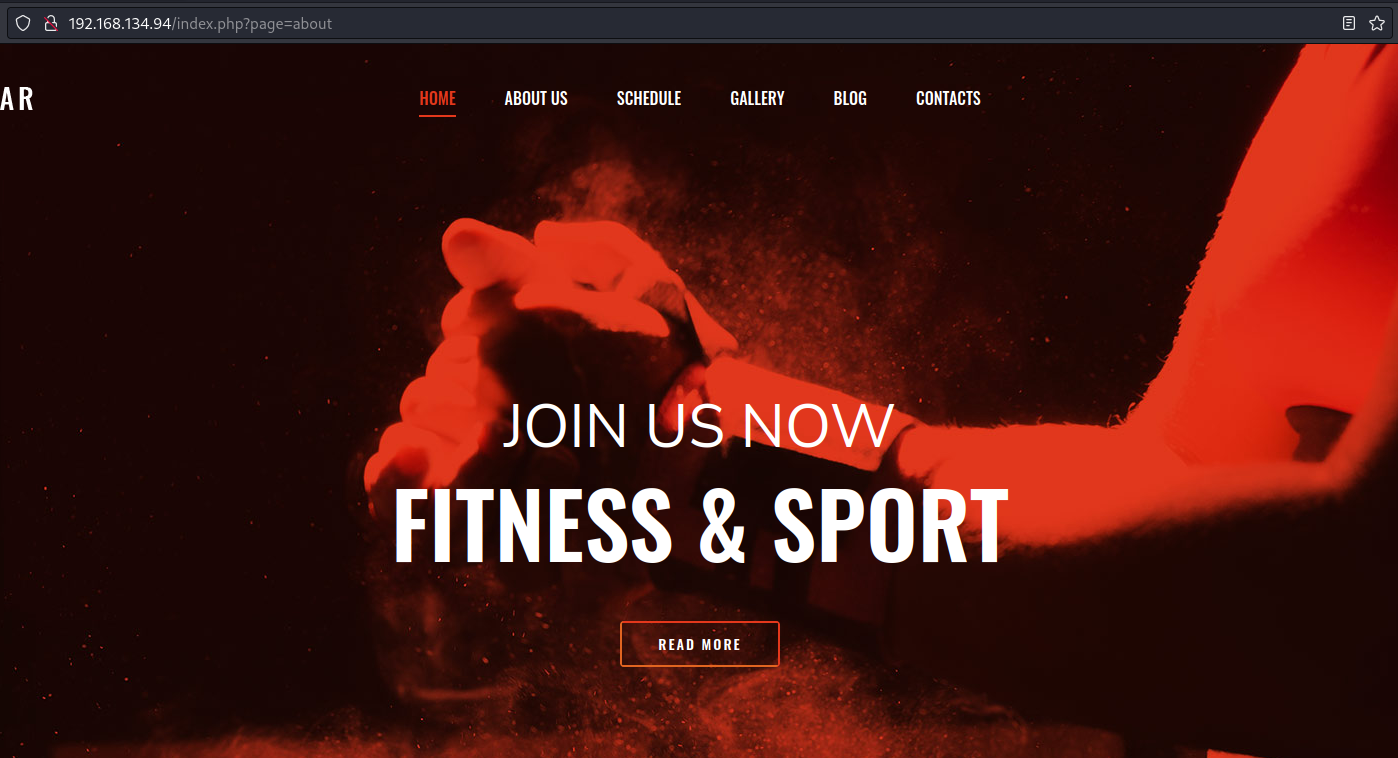 192.168.134.94/index.php?page=about
AR
HOME ABOUT US SCHEDULE GALLERY BLOG CONTACTS
JOIN US NOW
FITNESS & SPORT
READ MORE